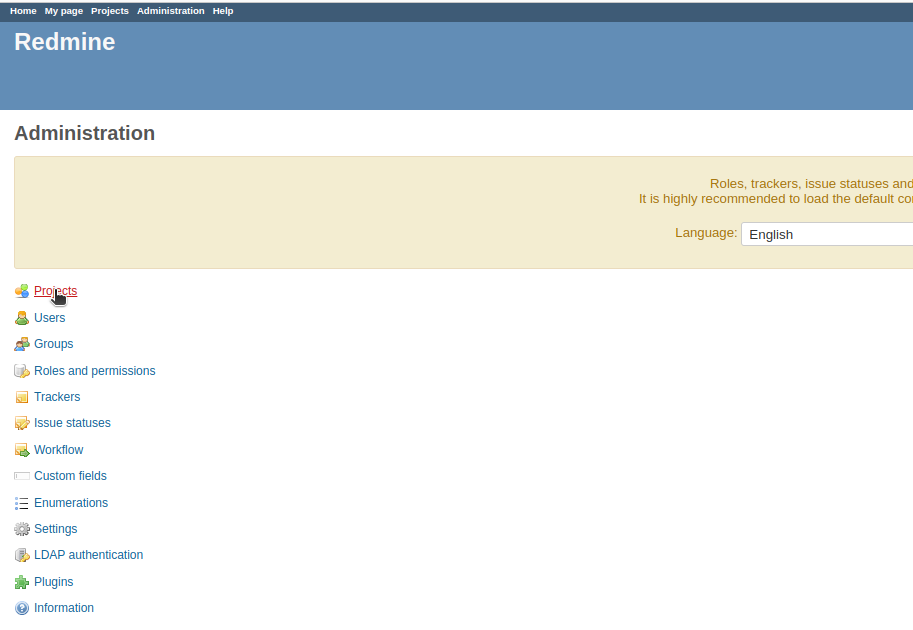 Home My page Projects Administration Help
Redmine
Administration
Roles, trackers, issue statuses and
It is highly recommended to load the default
Language: English
Projects
Users
Groups
Roles and permissions
Trackers
Issue statuses
Workflow
Custom fields
Enumerations
Settings
LDAP authentication
Plugins
Information